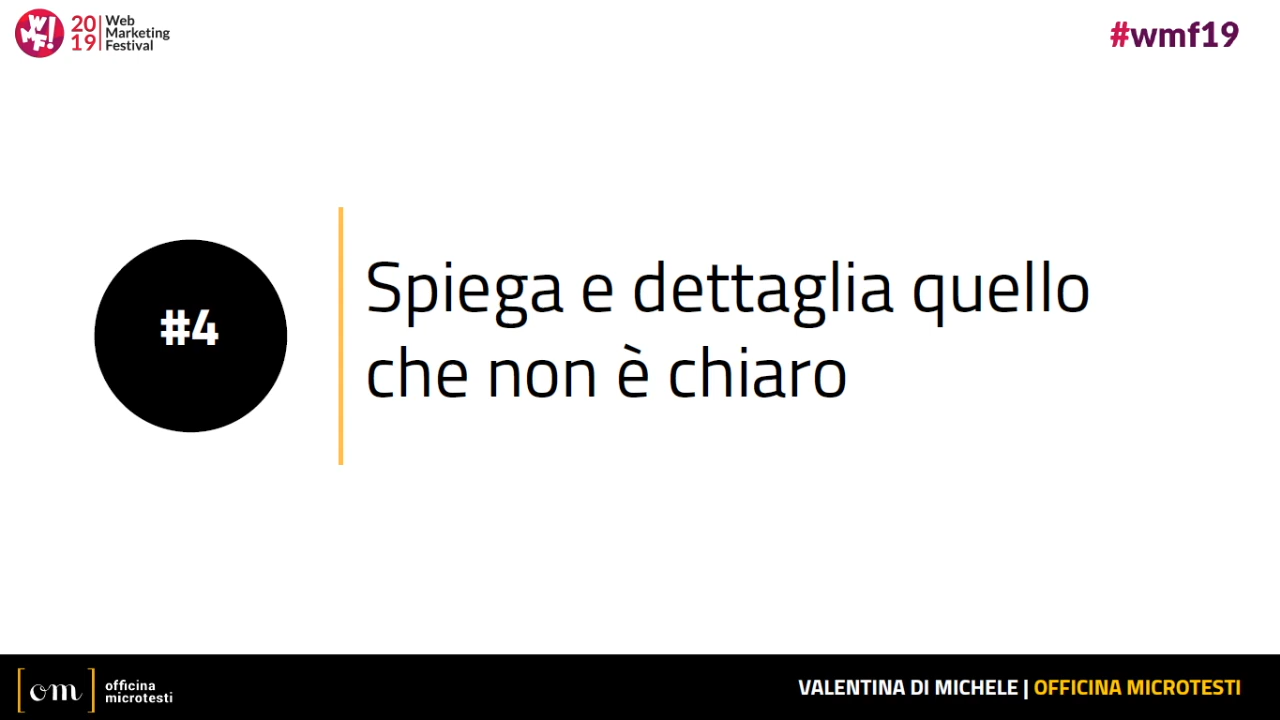 WMF!
2019
Web
Marketing
Festival
#wmf19
#4
Spiega e dettaglia quello
che non è chiaro
[om]
officina
microtesti
VALENTINA DI MICHELE | OFFICINA MICROTESTI